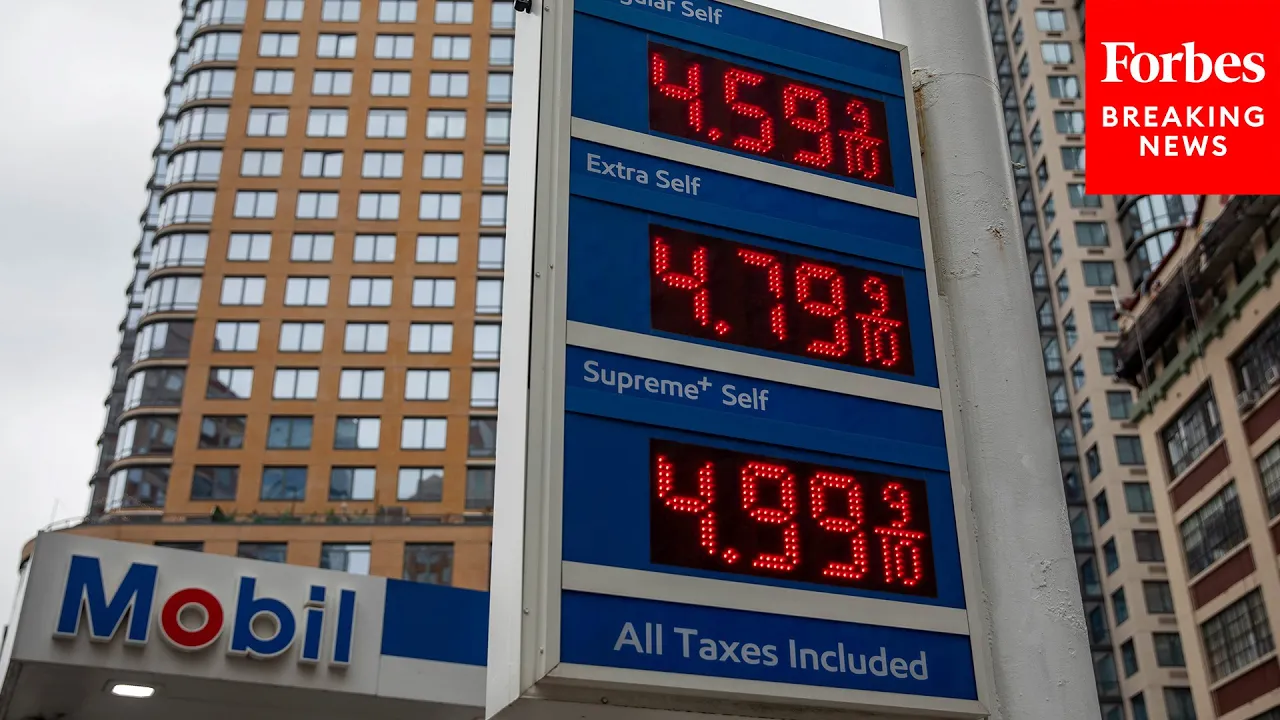 Self
4.59 9/10
Extra Self
4.79 9/10
Supreme+ Self
4.99 9/10
All Taxes Included
Mobil
Forbes
BREAKING
NEWS